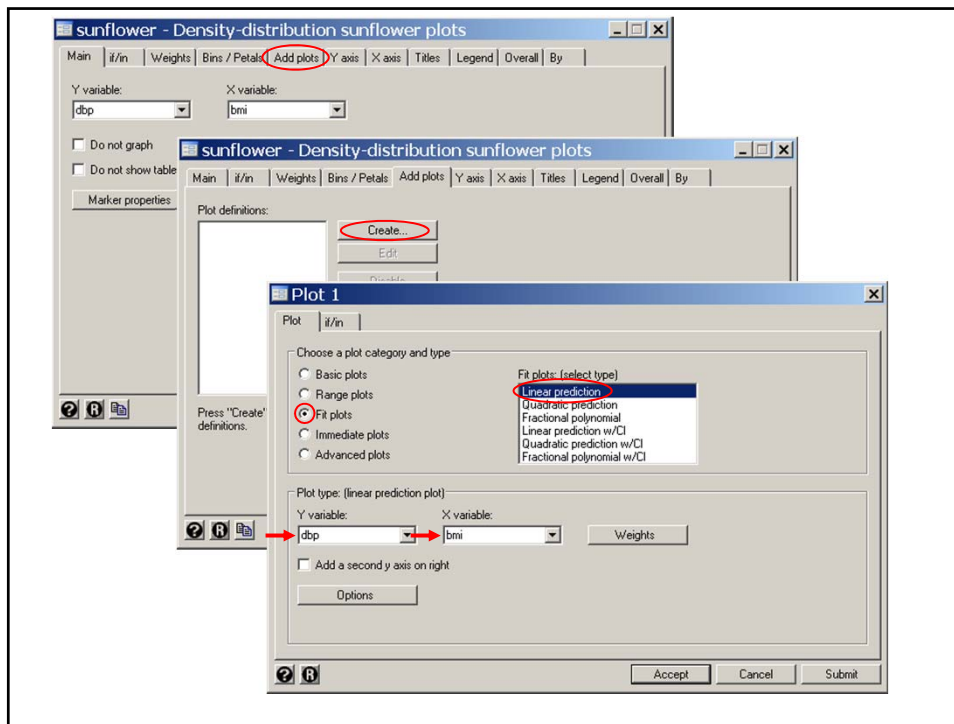 sunflower - Density-distribution sunflower plots
Main if/in Weights Bins / Petals Add plots Y axis X axis Titles Legend Overall By
Y variable: X variable:
dbp bmi
Do not graph
Do not show table
Marker properties
sunflower - Density-distribution sunflower plots
Main if/in Weights Bins / Petals Add plots Y axis X axis Titles Legend Overall By
Plot definitions:
Create...
Edit
Disable
Press "Create"
definitions.
Plot 1
Plot if/in
Choose a plot category and type
Basic plots
Range plots
Fit plots
Immediate plots
Advanced plots
Fit plots: (select type)
Linear prediction
Quadratic prediction
Fractional polynomial
Linear prediction w/CI
Quadratic prediction w/CI
Fractional polynomial w/CI
Plot type: (linear prediction plot)
Y variable: X variable:
dbp bmi Weights
Add a second y axis on right
Options
? R
Accept Cancel Submit